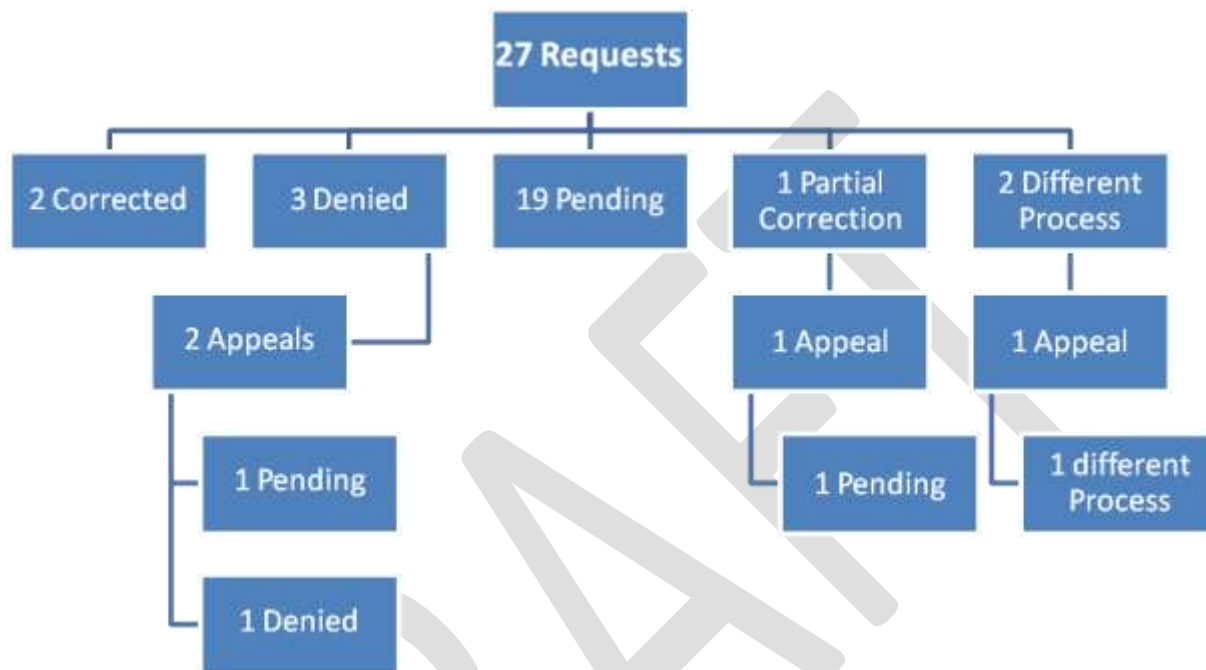 27 Requests
2 Corrected
3 Denied
19 Pending
1 Partial
Correction
2 Different
Process
2 Appeals
1 Appeal
1 Appeal
1 Pending
1 Pending
1 different
Process
1 Denied
DRAFT